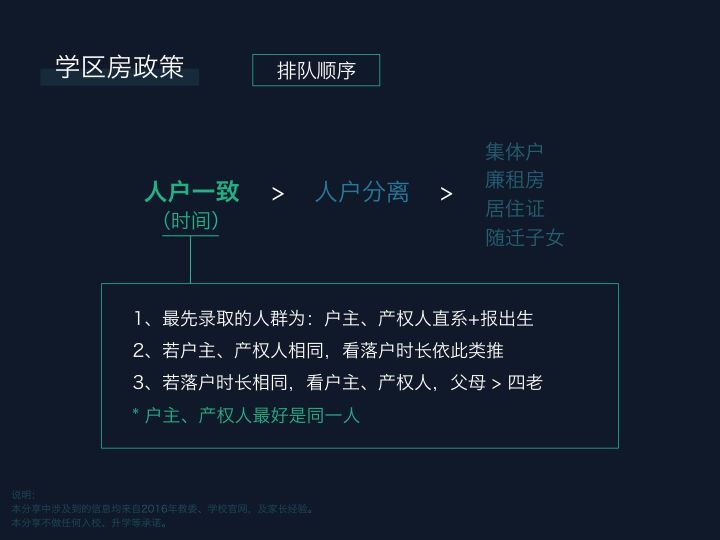 学区房政策
排队顺序
人户一致 > 人户分离 >
(时间)
集体户
廉租房
居住证
随迁子女
1、最先录取的人群为：户主、产权人直系+报出生
2、若户主、产权人相同，看落户时长依此类推
3、若落户时长相同，看户主、产权人，父母 > 四老
* 户主、产权人最好是同一人
说明：
本分享中涉及到的信息均来自2016年教委、学校官网，及家长经验。
本分享不做任何入校、升学等承诺。